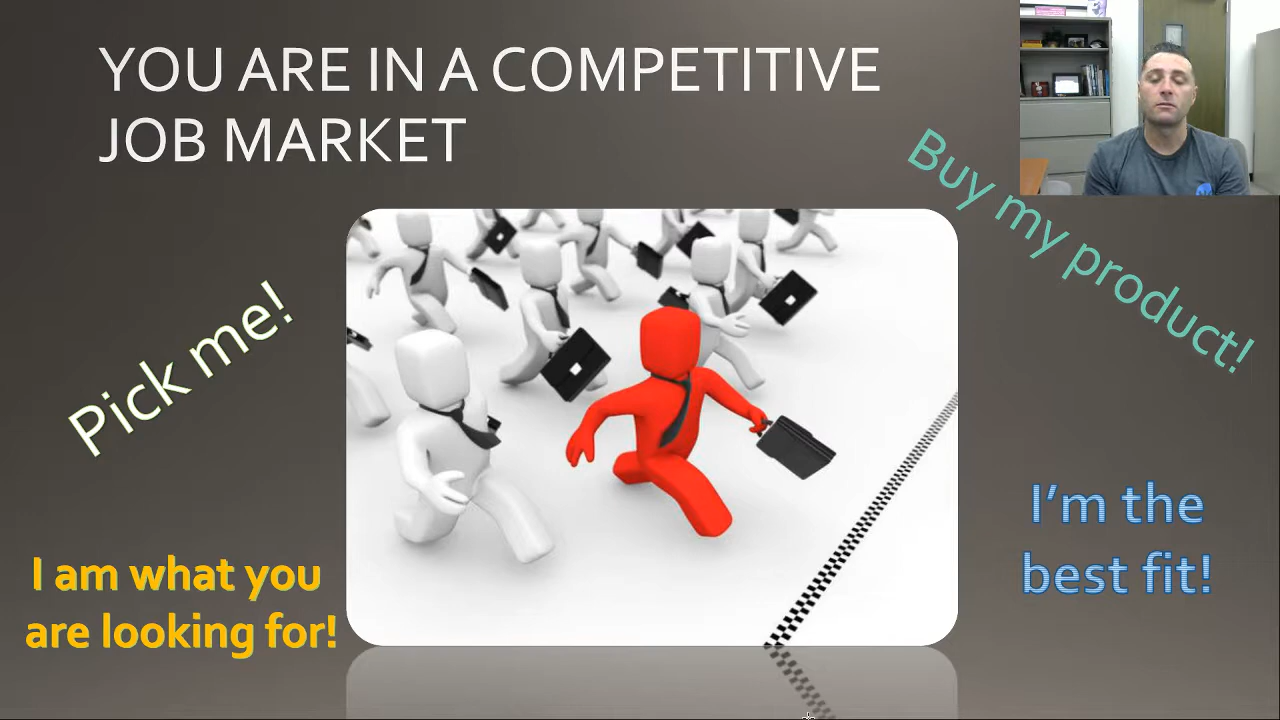 YOU ARE IN A COMPETITIVE
JOB MARKET
Buy my product!
Pick me!
I'm the
best fit!
I am what you
are looking for!